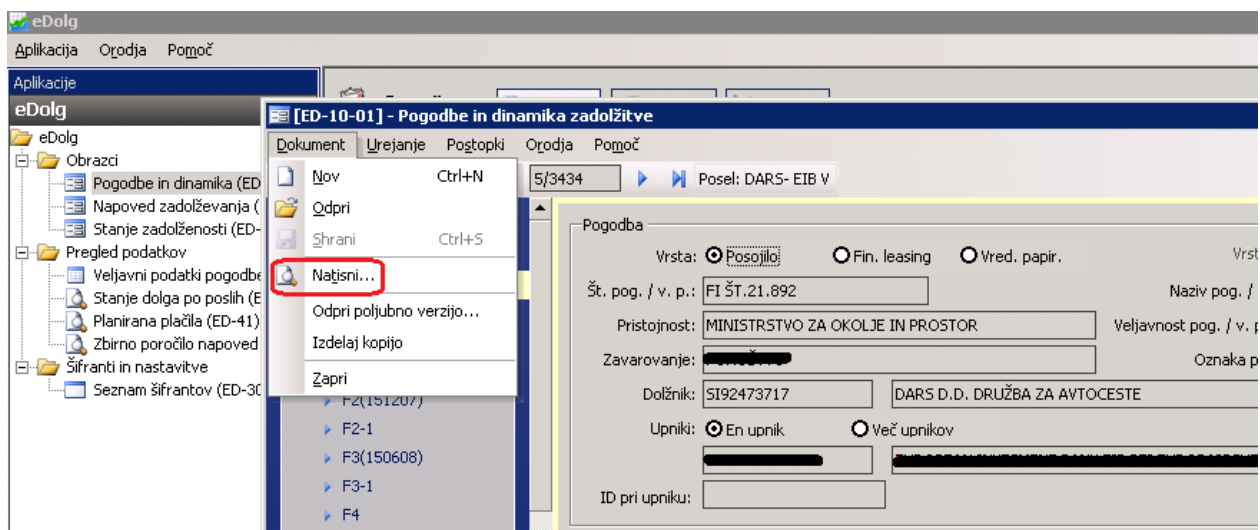 eDolg
Aplikacija Orodja Pomoč
Aplikacije
eDolg
eDolg
Obrazci
Pogodbe in dinamika (ED
Napoved zadolževanja (
Stanje zadolženosti (ED-
Pregled podatkov
Veljavni podatki pogodbe
Stanje dolga po poslih (E
Planirana plačila (ED-41)
Zbirno poročilo napoved
Šifranti in nastavitve
Seznam šifrantov (ED-30
[ED-10-01] - Pogodbe in dinamika zadolžitve
Dokument Urejanje Postopki Orodja Pomoč
Nov Ctrl+N
Odpri
Shrani Ctrl+S
Natisni...
Odpri poljubno verzijo...
Izdelaj kopijo
Zapri
F2(151207)
F2-1
F3(150608)
F3-1
F4
5/3434 Posel: DARS- EIB V
Pogodba
Vrsta: Posojilo Fin. leasing Vred. papir. Vrst
Št. pog. / v. p.: FI ŠT.21.892 Naziv pog. /
Pristojnost: MINISTRSTVO ZA OKOLJE IN PROSTOR Veljavnost pog. / v. p
Zavarovanje: Oznaka p
Dolžnik: SI92473717 DARS D.D. DRUŽBA ZA AVTOCESTE
Upniki: En upnik Več upnikov
ID pri upniku: